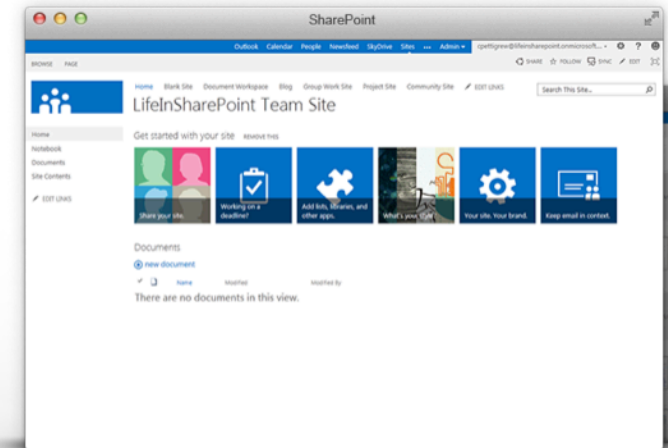 SharePoint
Outlook Calendar People Newsfeed SkyDrive Sites ... Admin
cpettigrew@lifeinsharepoint.onmicrosoft... ?
BROWSE PAGE
SHARE FOLLOW SYNC EDIT
Home Blank Site Document Workspace Blog Group Work Site Project Site Community Site EDIT LINKS
Search This Site...
LifeInSharePoint Team Site
Home
Notebook
Documents
Site Contents
EDIT LINKS
Get started with your site REMOVE THIS
Share your site.
Working on a
deadline?
Add lists, libraries, and
other apps.
What's your style?
Your site. Your brand.
Keep email in context.
Documents
new document
Name Modified Modified By
There are no documents in this view.